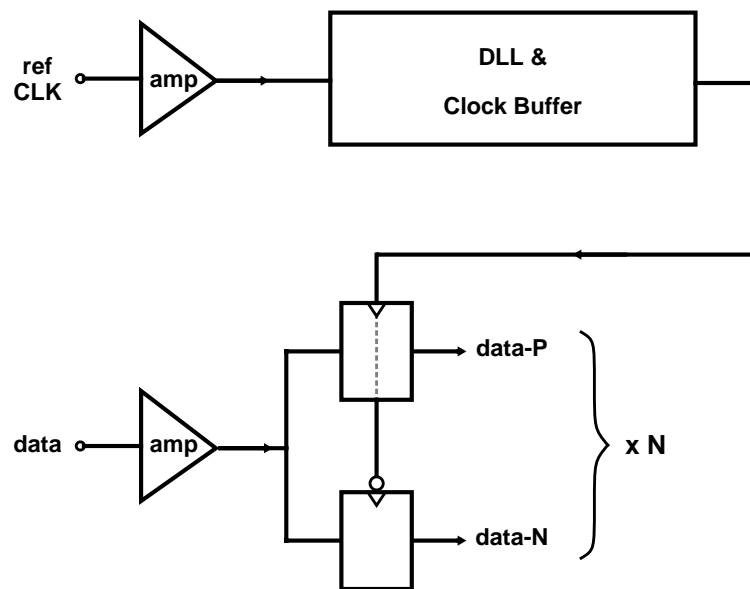 ref
CLK
amp
DLL &
Clock Buffer
data-P
data
amp
x N
data-N